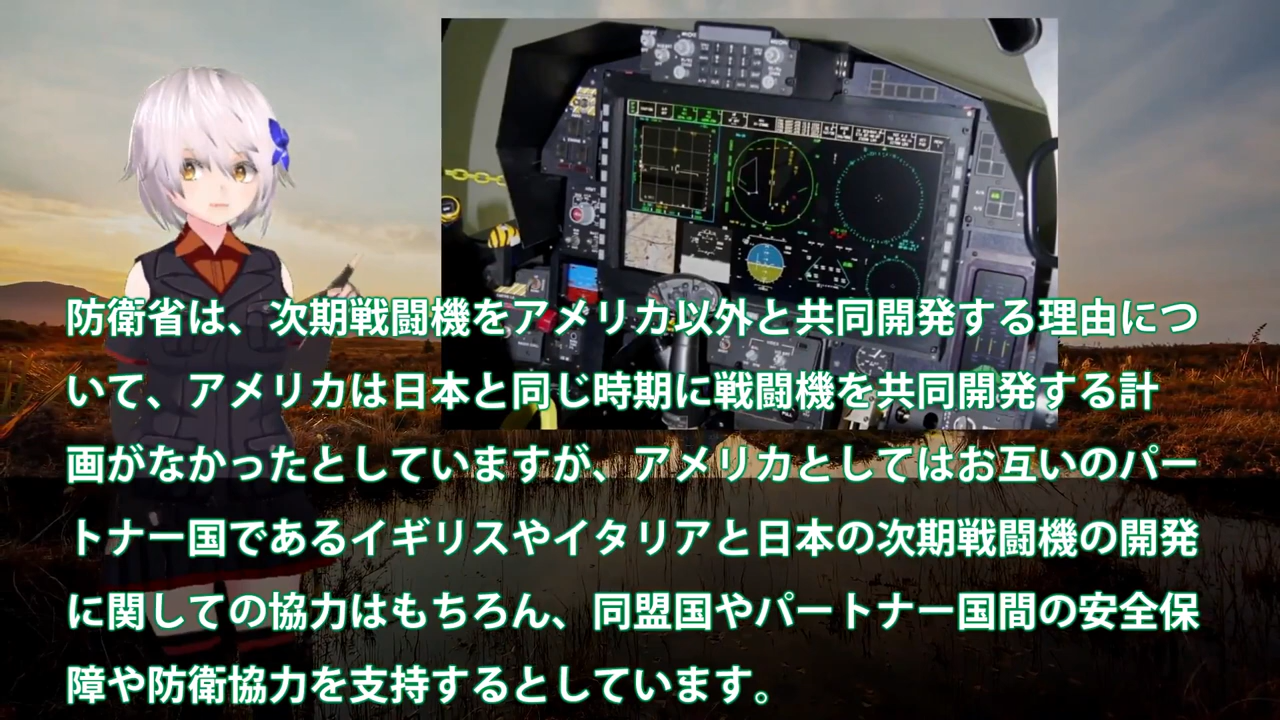 防衛省は、次期戦闘機をアメリカ以外と共同開発する理由につ
いて、アメリカは日本と同じ時期に戦闘機を共同開発する計
画がなかったとしていますが、アメリカとしてはお互いのパー
トナー国であるイギリスやイタリアと日本の次期戦闘機の開発
に関しての協力はもちろん、同盟国やパートナー国間の安全保
障や防衛協力を支持するとしています。